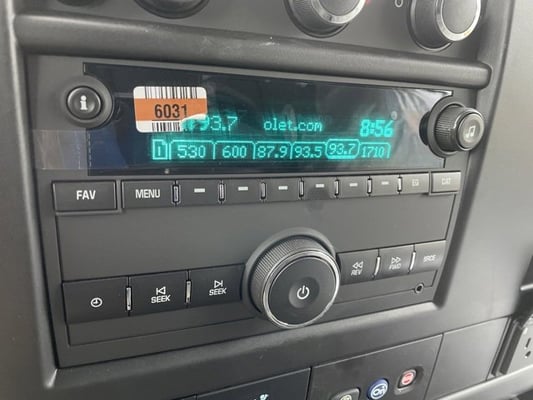 6031
93.7 olet.com 8:56
D 530 600 87.9 93.5 93.7 1710
FAV MENU EQ CAT
SEEK SEEK REV FWD